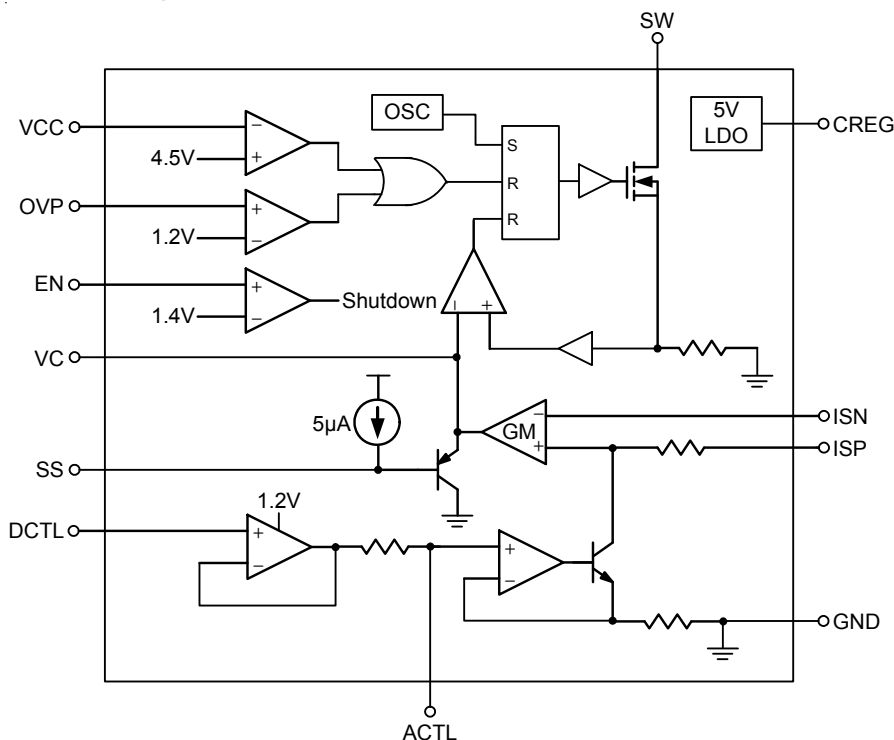 SW
VCC
−
4.5V
+
OSC
S
R
R
5V
LDO
CREG
OVP
+
1.2V
−
EN
+
1.4V
−
Shutdown
−
+
VC
5µA
GM
−
+
ISN
ISP
SS
DCTL
1.2V
+
−
+
−
GND
ACTL